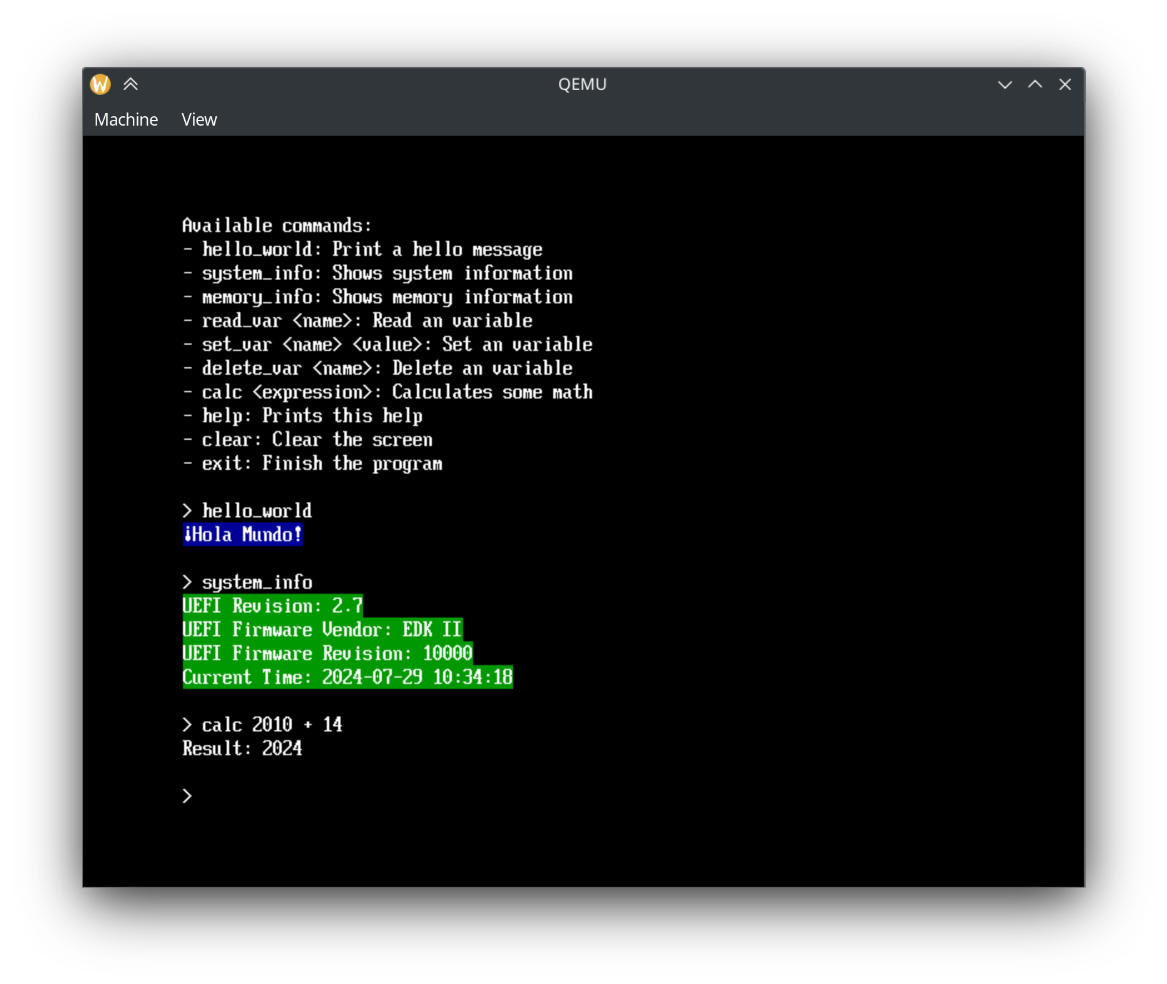 QEMU
Machine View
Available commands:
- hello_world: Print a hello message
- system_info: Shows system information
- memory_info: Shows memory information
- read_var <name>: Read an variable
- set_var <name> <value>: Set an variable
- delete_var <name>: Delete an variable
- calc <expression>: Calculates some math
- help: Prints this help
- clear: Clear the screen
- exit: Finish the program
> hello_world
¡Hola Mundo!
> system_info
UEFI Revision: 2.7
UEFI Firmware Vendor: EDK II
UEFI Firmware Revision: 10000
Current Time: 2024-07-29 10:34:18
> calc 2010 + 14
Result: 2024
>